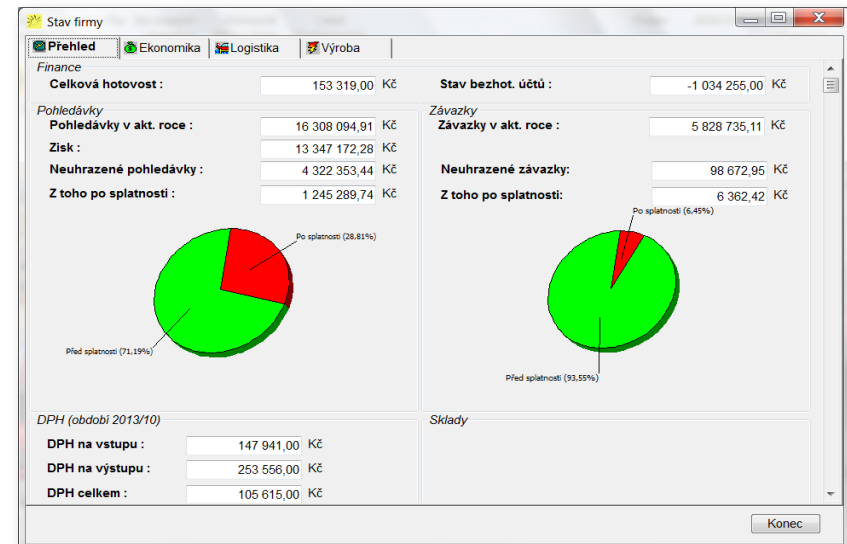 Stav firmy
Přehled Ekonomika Logistika Výroba
Finance
Celková hotovost : 153 319,00 Kč Stav bezhot. účtů : -1 034 255,00 Kč
Pohledávky Závazky
Pohledávky v akt. roce : 16 308 094,91 Kč Závazky v akt. roce : 5 828 735,11 Kč
Zisk : 13 347 172,28 Kč
Neuhrazené pohledávky : 4 322 353,44 Kč Neuhrazené závazky: 98 672,95 Kč
Z toho po splatnosti : 1 245 289,74 Kč Z toho po splatnosti: 6 362,42 Kč
Po splatnosti (6,45%)
Po splatnosti (28,81%)
Před splatnosti (71,19%)
Před splatnosti (93,55%)
DPH (období 2013/10) Sklady
DPH na vstupu : 147 941,00 Kč
DPH na výstupu : 253 556,00 Kč
DPH celkem : 105 615,00 Kč
Konec